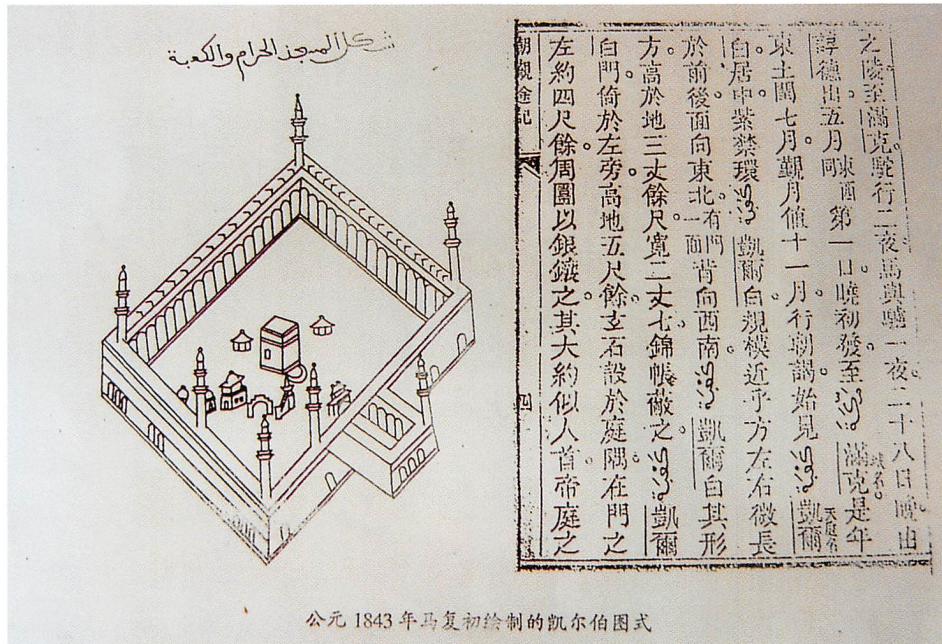 شكل المسجد الحرام والكعبة
之陵至滿克駝行二夜馬與驢一夜。二十八日曉出
諄德出五月東西同第一日曉初發至滿克城名是年
東土閏七月。覲月值十一月。行朝謁。始見凱爾天庭名
白。居中紫禁環。凱爾白規模近乎方左右微長
於前後。面向東北。有門一面背向西南。凱爾白其形
方。高於地三丈餘尺。寬二丈七。錦帳蔽之。凱爾
白門。倚於左旁。高地五尺餘。玄石設於庭隅。在門之
左約四尺餘。周圍以銀鑲之。其大約似人首。帝庭之
朝覲途記
四
公元1843年马复初绘制的凯尔伯图式